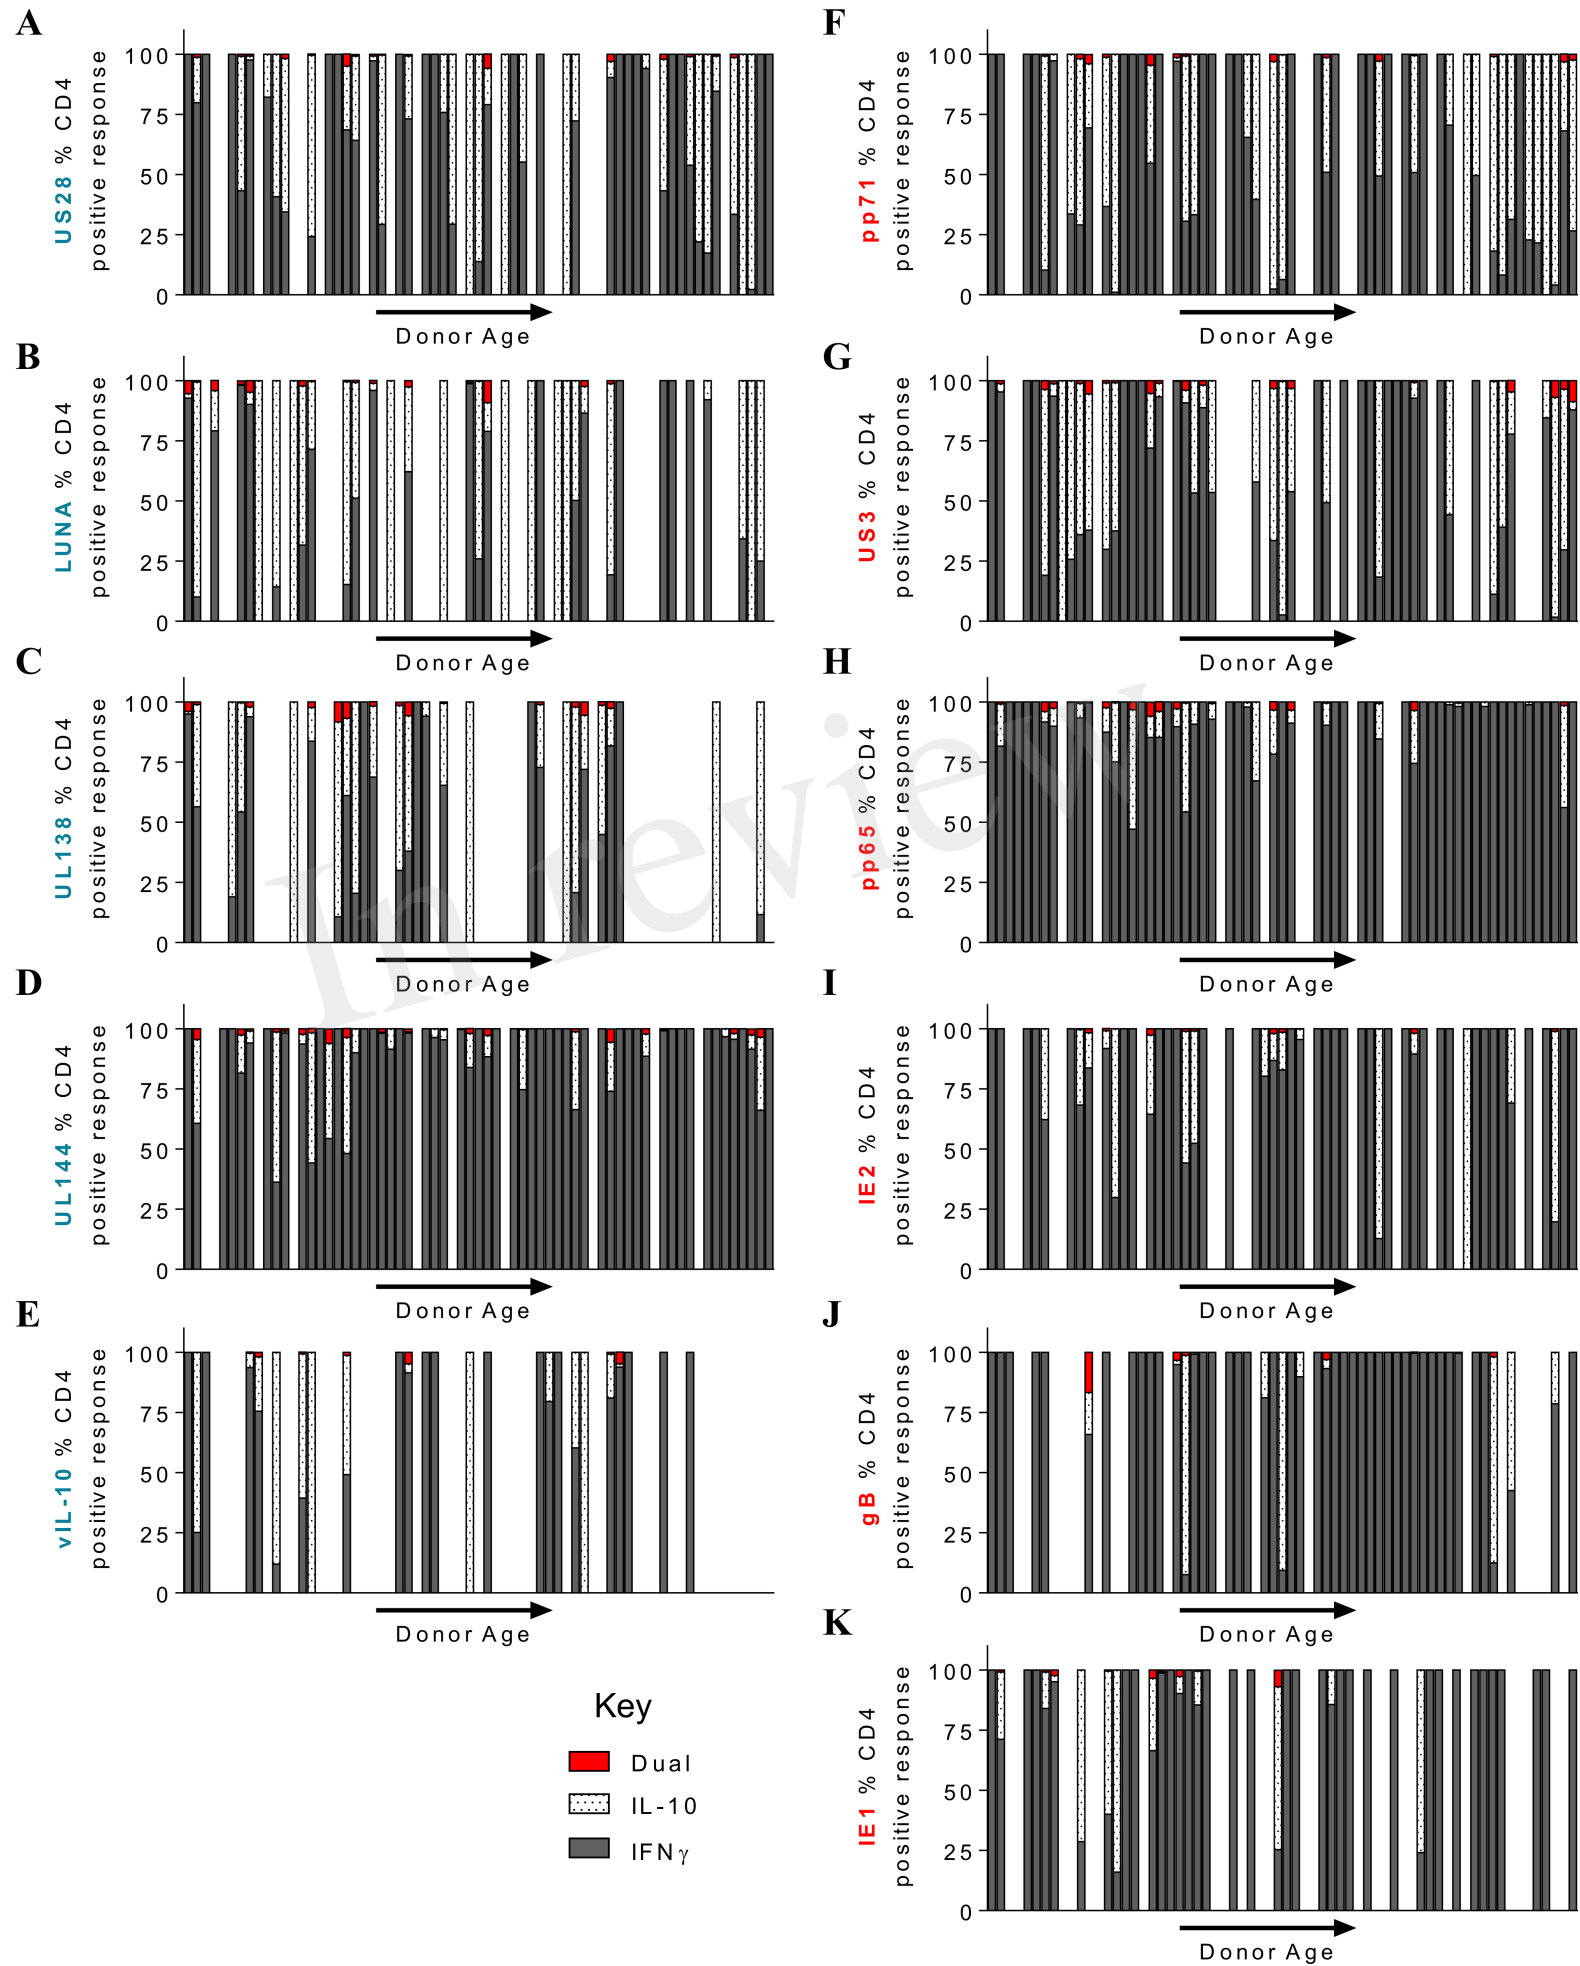 A
US28 % CD4
positive response
100
75
50
25
0
Donor Age
B
LUNA % CD4
positive response
100
75
50
25
0
Donor Age
C
UL138 % CD4
positive response
100
75
50
25
0
Donor Age
D
UL144 % CD4
positive response
100
75
50
25
0
Donor Age
E
vIL-10 % CD4
positive response
100
75
50
25
0
Donor Age
Key
Dual
IL-10
IFNγ
F
pp71 % CD4
positive response
100
75
50
25
0
Donor Age
G
US3 % CD4
positive response
100
75
50
25
0
Donor Age
H
pp65 % CD4
positive response
100
75
50
25
0
Donor Age
I
IE2 % CD4
positive response
100
75
50
25
0
Donor Age
J
gB % CD4
positive response
100
75
50
25
0
Donor Age
K
IE1 % CD4
positive response
100
75
50
25
0
Donor Age
In review